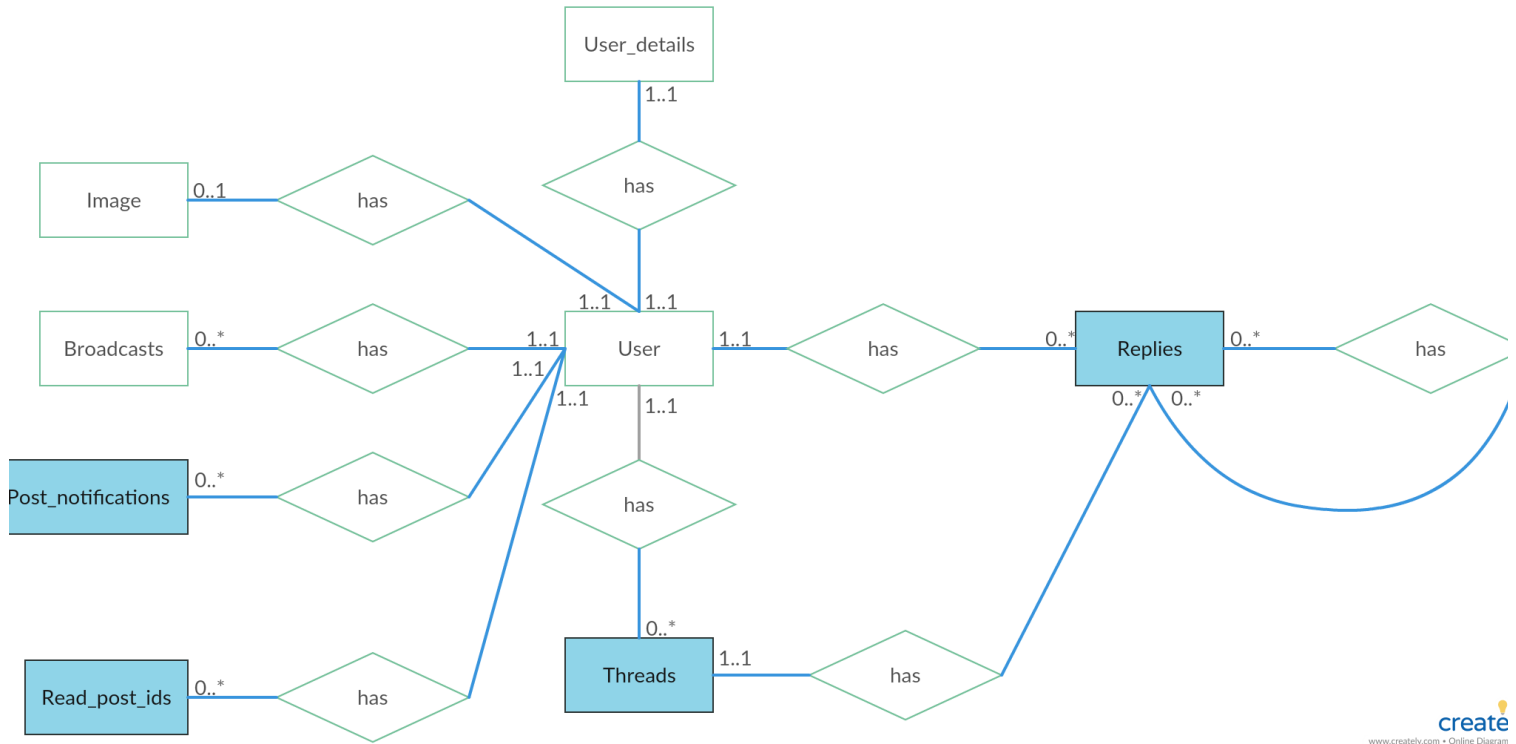 User_details
1..1
has
Image
0..1
has
1..1
1..1
Broadcasts
0..*
has
1..1
User
1..1
has
0..*
Replies
0..*
has
1..1
1..1
1..1
0..*
0..*
Post_notifications
0..*
has
has
0..*
Threads
1..1
has
Read_post_ids
0..*
has
create
www.creately.com • Online Diagram